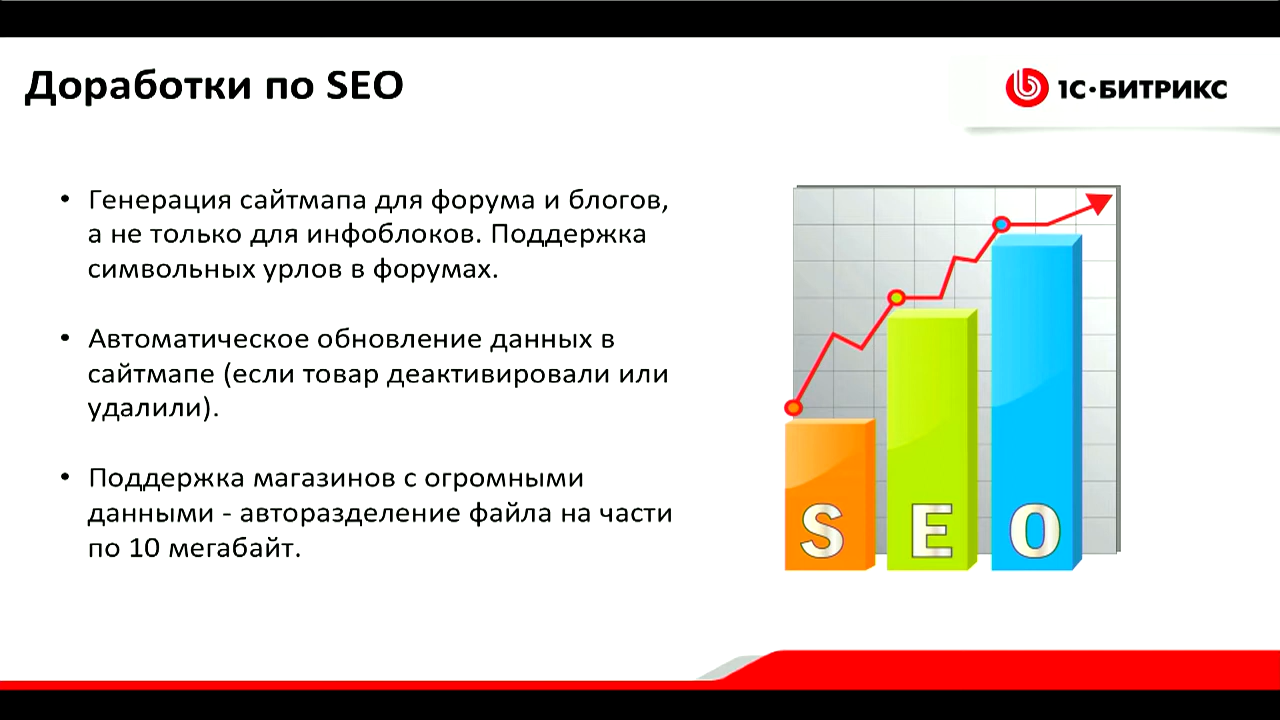 Доработки по SEO
1С·БИТРИКС
• Генерация сайтмапа для форума и блогов,
а не только для инфоблоков. Поддержка
символьных урлов в форумах.
• Автоматическое обновление данных в
сайтмапе (если товар деактивировали или
удалили).
• Поддержка магазинов с огромными
данными - авторазделение файла на части
по 10 мегабайт.
S E O